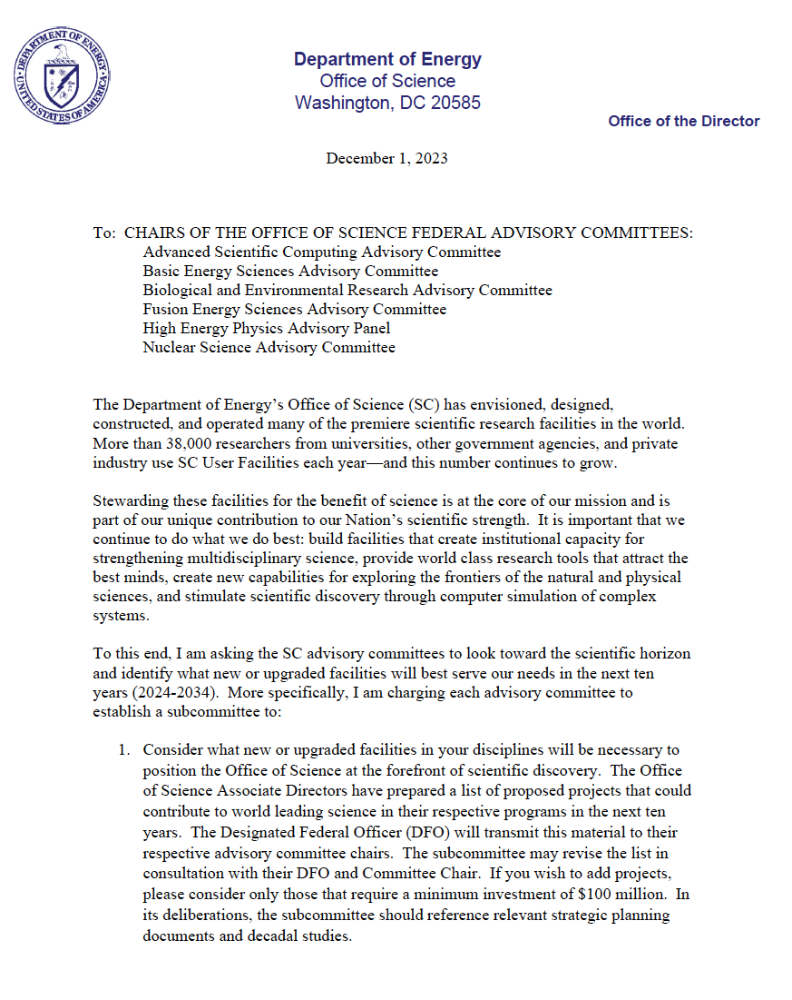 DEPARTMENT OF ENERGY
UNITED STATES OF AMERICA
Department of Energy
Office of Science
Washington, DC 20585
Office of the Director
December 1, 2023
To:  CHAIRS OF THE OFFICE OF SCIENCE FEDERAL ADVISORY COMMITTEES:
Advanced Scientific Computing Advisory Committee
Basic Energy Sciences Advisory Committee
Biological and Environmental Research Advisory Committee
Fusion Energy Sciences Advisory Committee
High Energy Physics Advisory Panel
Nuclear Science Advisory Committee
The Department of Energy’s Office of Science (SC) has envisioned, designed,
constructed, and operated many of the premiere scientific research facilities in the world.
More than 38,000 researchers from universities, other government agencies, and private
industry use SC User Facilities each year—and this number continues to grow.
Stewarding these facilities for the benefit of science is at the core of our mission and is
part of our unique contribution to our Nation’s scientific strength.  It is important that we
continue to do what we do best: build facilities that create institutional capacity for
strengthening multidisciplinary science, provide world class research tools that attract the
best minds, create new capabilities for exploring the frontiers of the natural and physical
sciences, and stimulate scientific discovery through computer simulation of complex
systems.
To this end, I am asking the SC advisory committees to look toward the scientific horizon
and identify what new or upgraded facilities will best serve our needs in the next ten
years (2024-2034).  More specifically, I am charging each advisory committee to
establish a subcommittee to:
1.  Consider what new or upgraded facilities in your disciplines will be necessary to
position the Office of Science at the forefront of scientific discovery.  The Office
of Science Associate Directors have prepared a list of proposed projects that could
contribute to world leading science in their respective programs in the next ten
years.  The Designated Federal Officer (DFO) will transmit this material to their
respective advisory committee chairs.  The subcommittee may revise the list in
consultation with their DFO and Committee Chair.  If you wish to add projects,
please consider only those that require a minimum investment of $100 million.  In
its deliberations, the subcommittee should reference relevant strategic planning
documents and decadal studies.